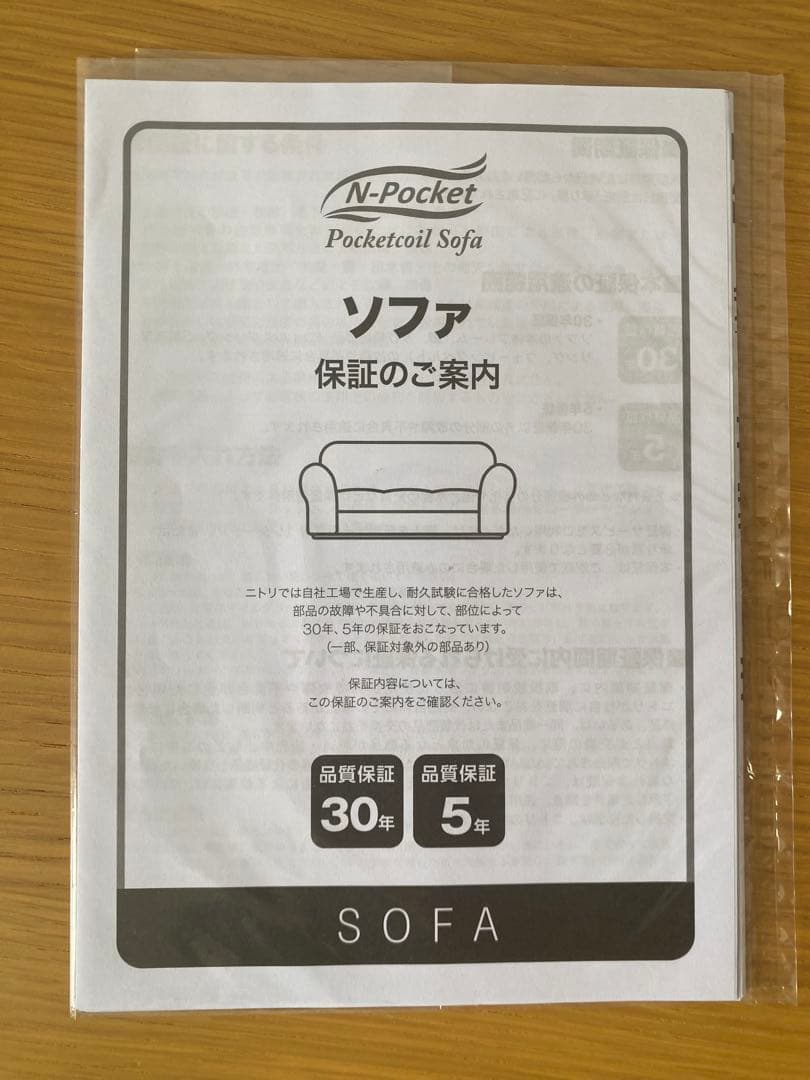 N-Pocket
Pocketcoil Sofa
ソファ
保証のご案内
ニトリでは自社工場で生産し、耐久試験に合格したソファは、
部品の故障や不具合に対して、部位によって
30年、5年の保証をおこなっています。
（一部、保証対象外の部品あり）
保証内容については、
この保証のご案内をご確認ください。
品質保証
30年
品質保証
5年
SOFA